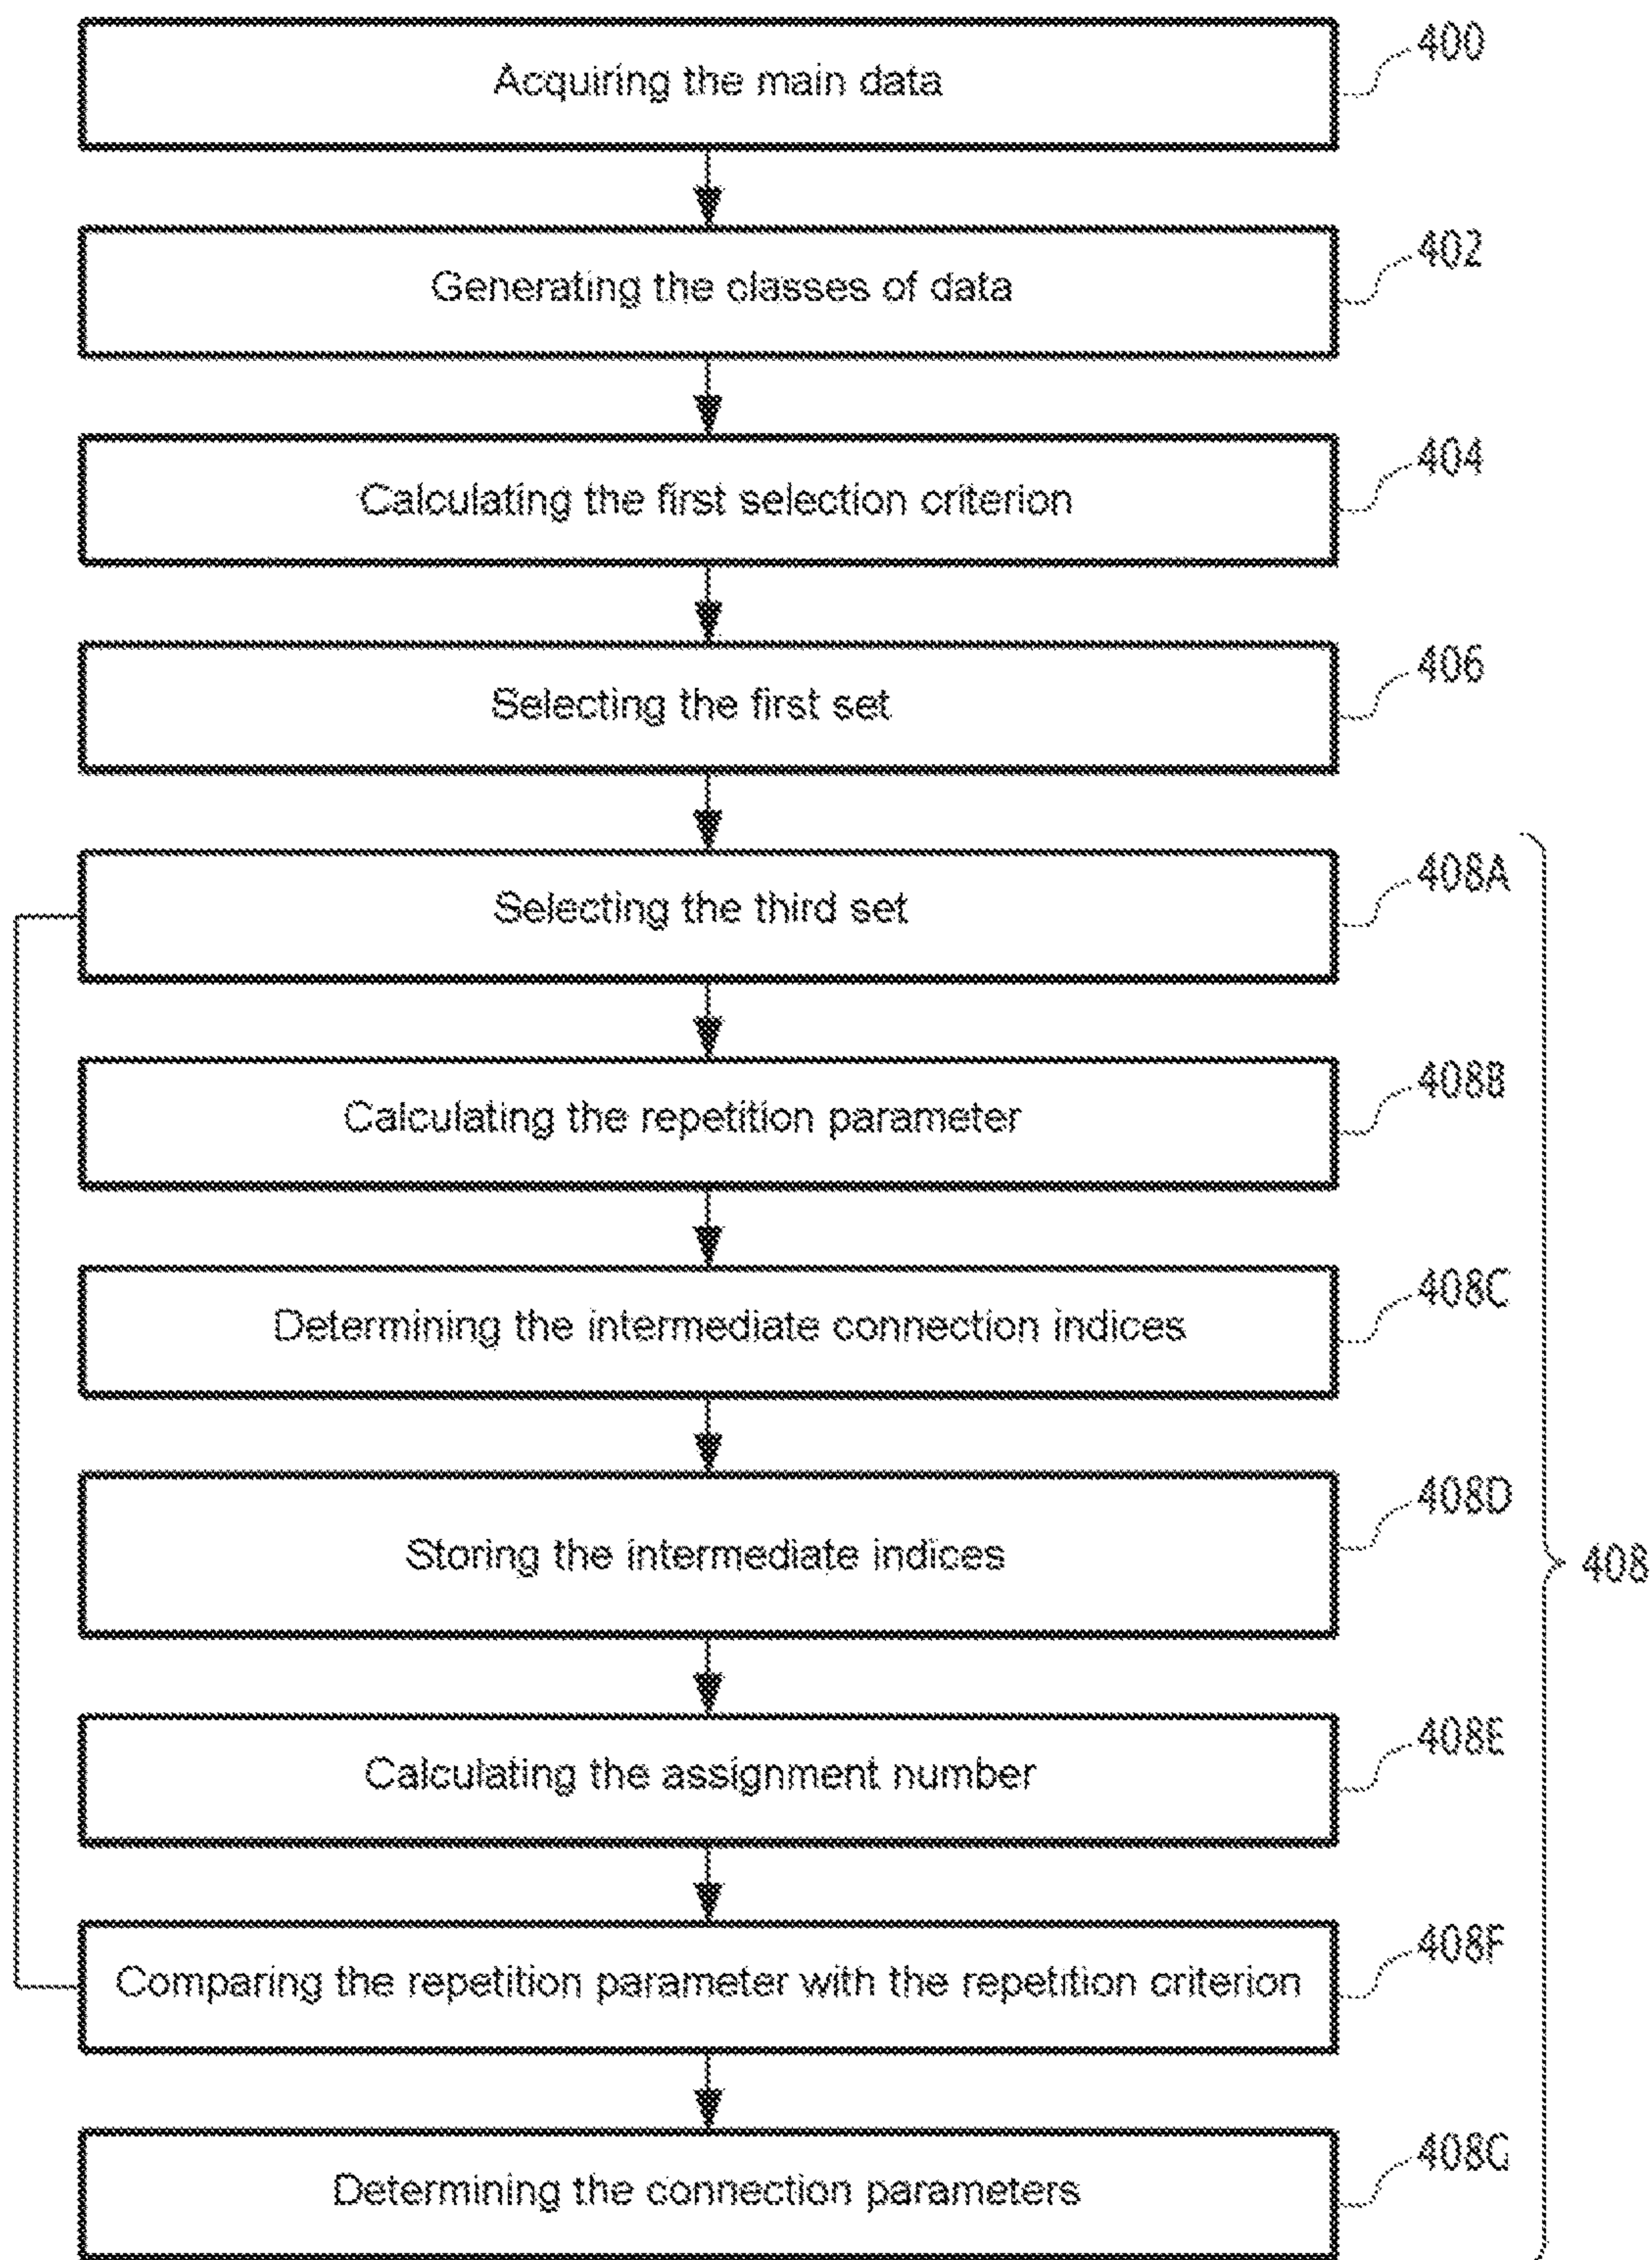 Acquiring the main data
400
Generating the classes of data
402
Calculating the first selection criterion
404
Selecting the first set
406
Selecting the third set
408A
Calculating the repetition parameter
408B
Determining the intermediate connection indices
408C
Storing the intermediate indices
408D
408
Calculating the assignment number
408E
Comparing the repetition parameter with the repetition criterion
408F
Determining the connection parameters
408G